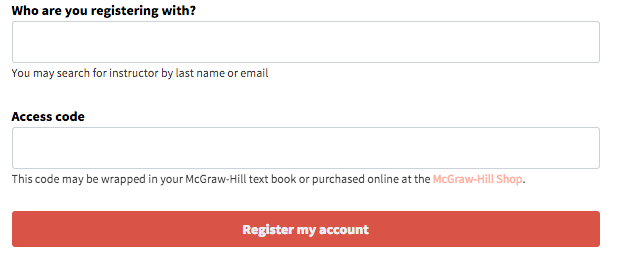 Who are you registering with?
You may search for instructor by last name or email
Access code
This code may be wrapped in your McGraw-Hill text book or purchased online at the McGraw-Hill Shop.
Register my account